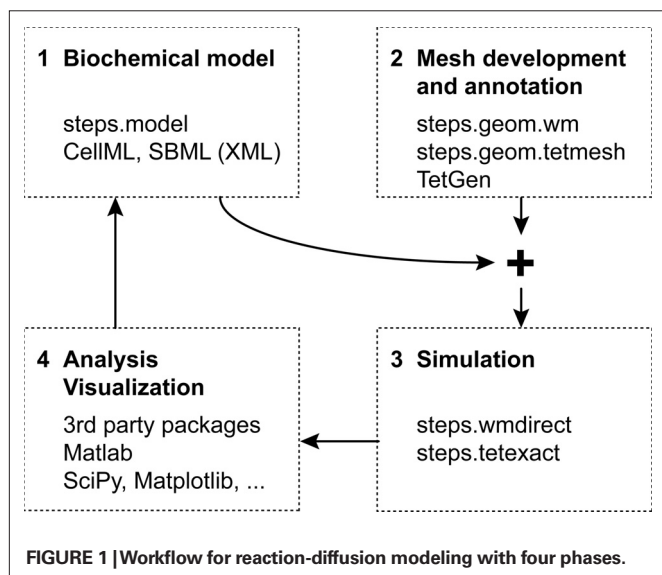 1 Biochemical model
steps.model
CellML, SBML (XML)
2 Mesh development
and annotation
steps.geom.wm
steps.geom.tetmesh
TetGen
+
3 Simulation
steps.wmdirect
steps.tetexact
4 Analysis
Visualization
3rd party packages
Matlab
SciPy, Matplotlib, ...
FIGURE 1 | Workflow for reaction-diffusion modeling with four phases.